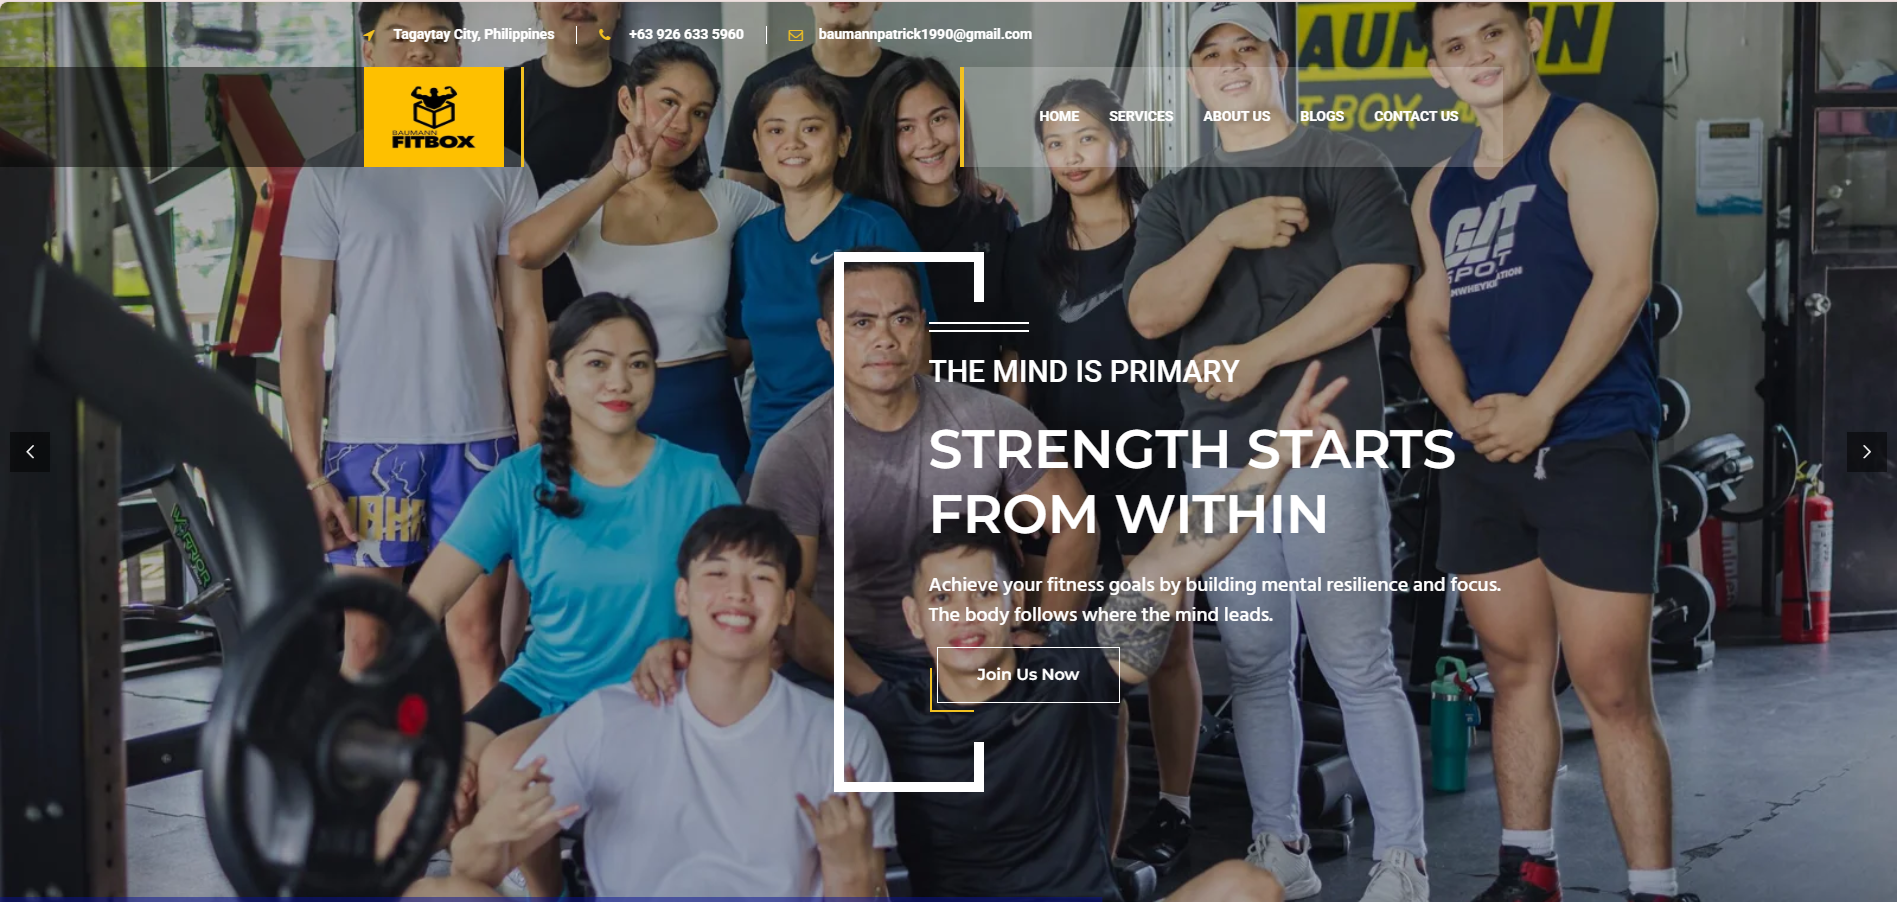 Tagaytay City, Philippines
+63 926 633 5960
baumannpatrick1990@gmail.com
BAUMANN
FITBOX
HOME
SERVICES
ABOUT US
BLOGS
CONTACT US
THE MIND IS PRIMARY
STRENGTH STARTS
FROM WITHIN
Achieve your fitness goals by building mental resilience and focus.
The body follows where the mind leads.
Join Us Now
WARRIOR
SPOT